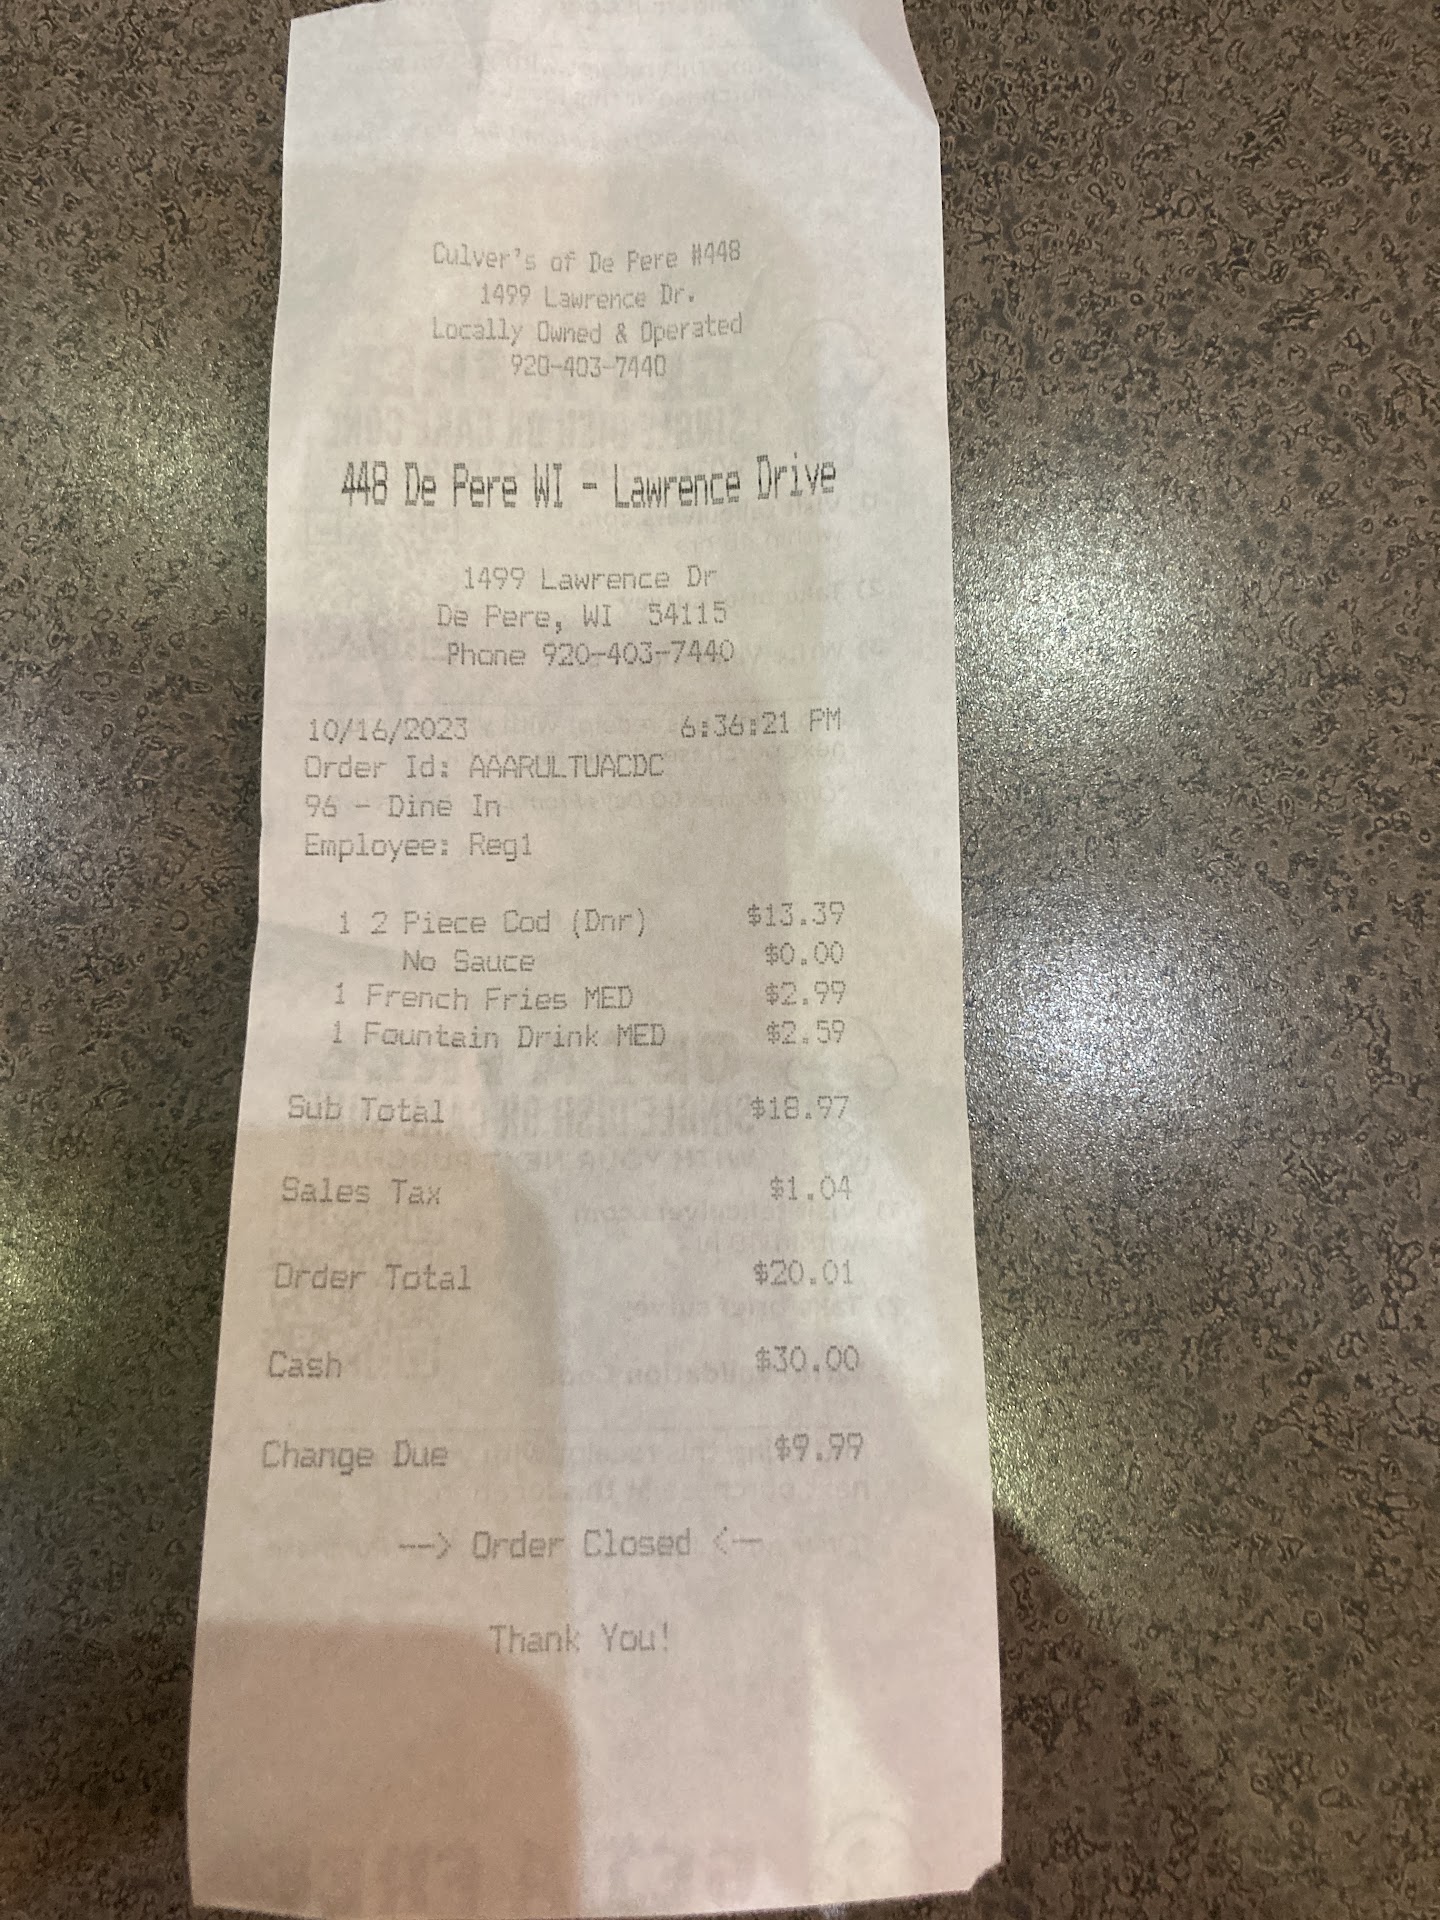 Culver's of De Pere #448
1499 Lawrence Dr.
Locally Owned & Operated
920-403-7440
448 De Pere WI - Lawrence Drive
1499 Lawrence Dr
De Pere, WI 54115
Phone 920-403-7440
10/16/2023 6:36:21 PM
Order Id: AAARULTUACDC
96 - Dine In
Employee: Reg1
1 2 Piece Cod (Dnr) $13.39
No Sauce $0.00
1 French Fries MED $2.99
1 Fountain Drink MED $2.59
Sub Total $18.97
Sales Tax $1.04
Order Total $20.01
Cash $30.00
Change Due $9.99
--> Order Closed <--
Thank You!